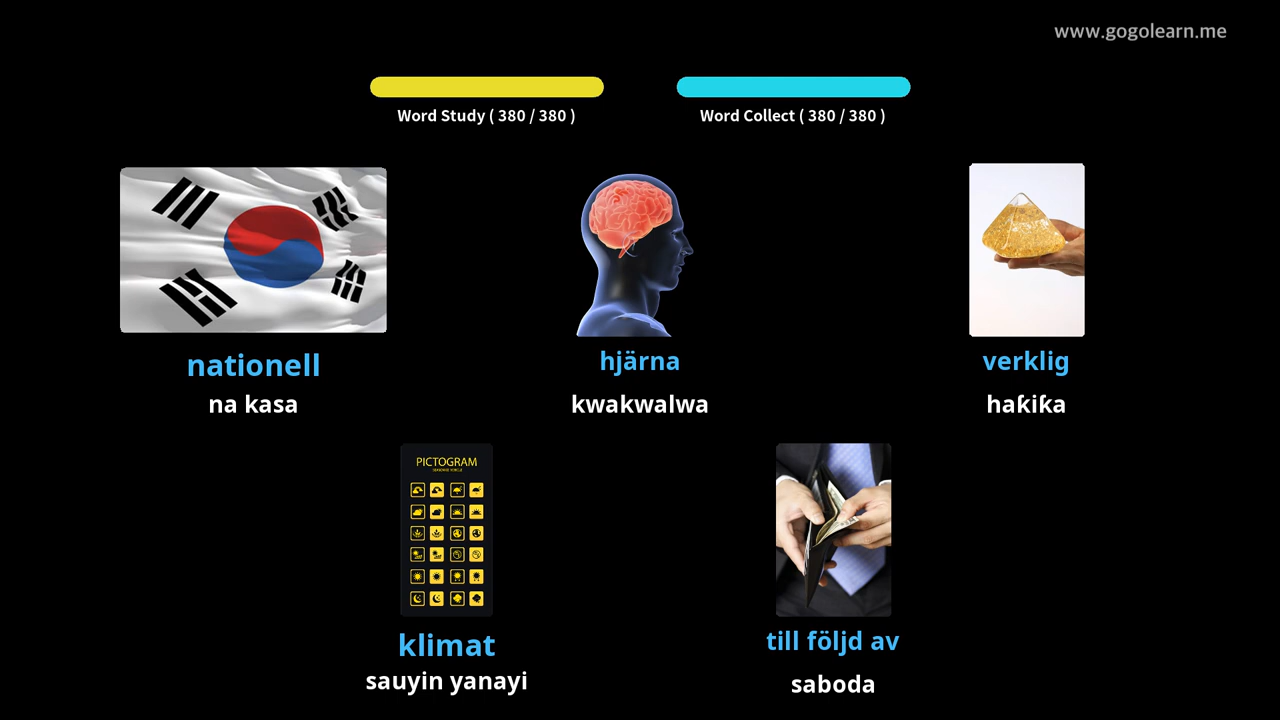 www.gogolearn.me
Word Study ( 380 / 380 )
Word Collect ( 380 / 380 )
nationell
na kasa
hjärna
kwakwalwa
verklig
haƙiƙa
PICTOGRAM
klimat
sauyin yanayi
till följd av
saboda